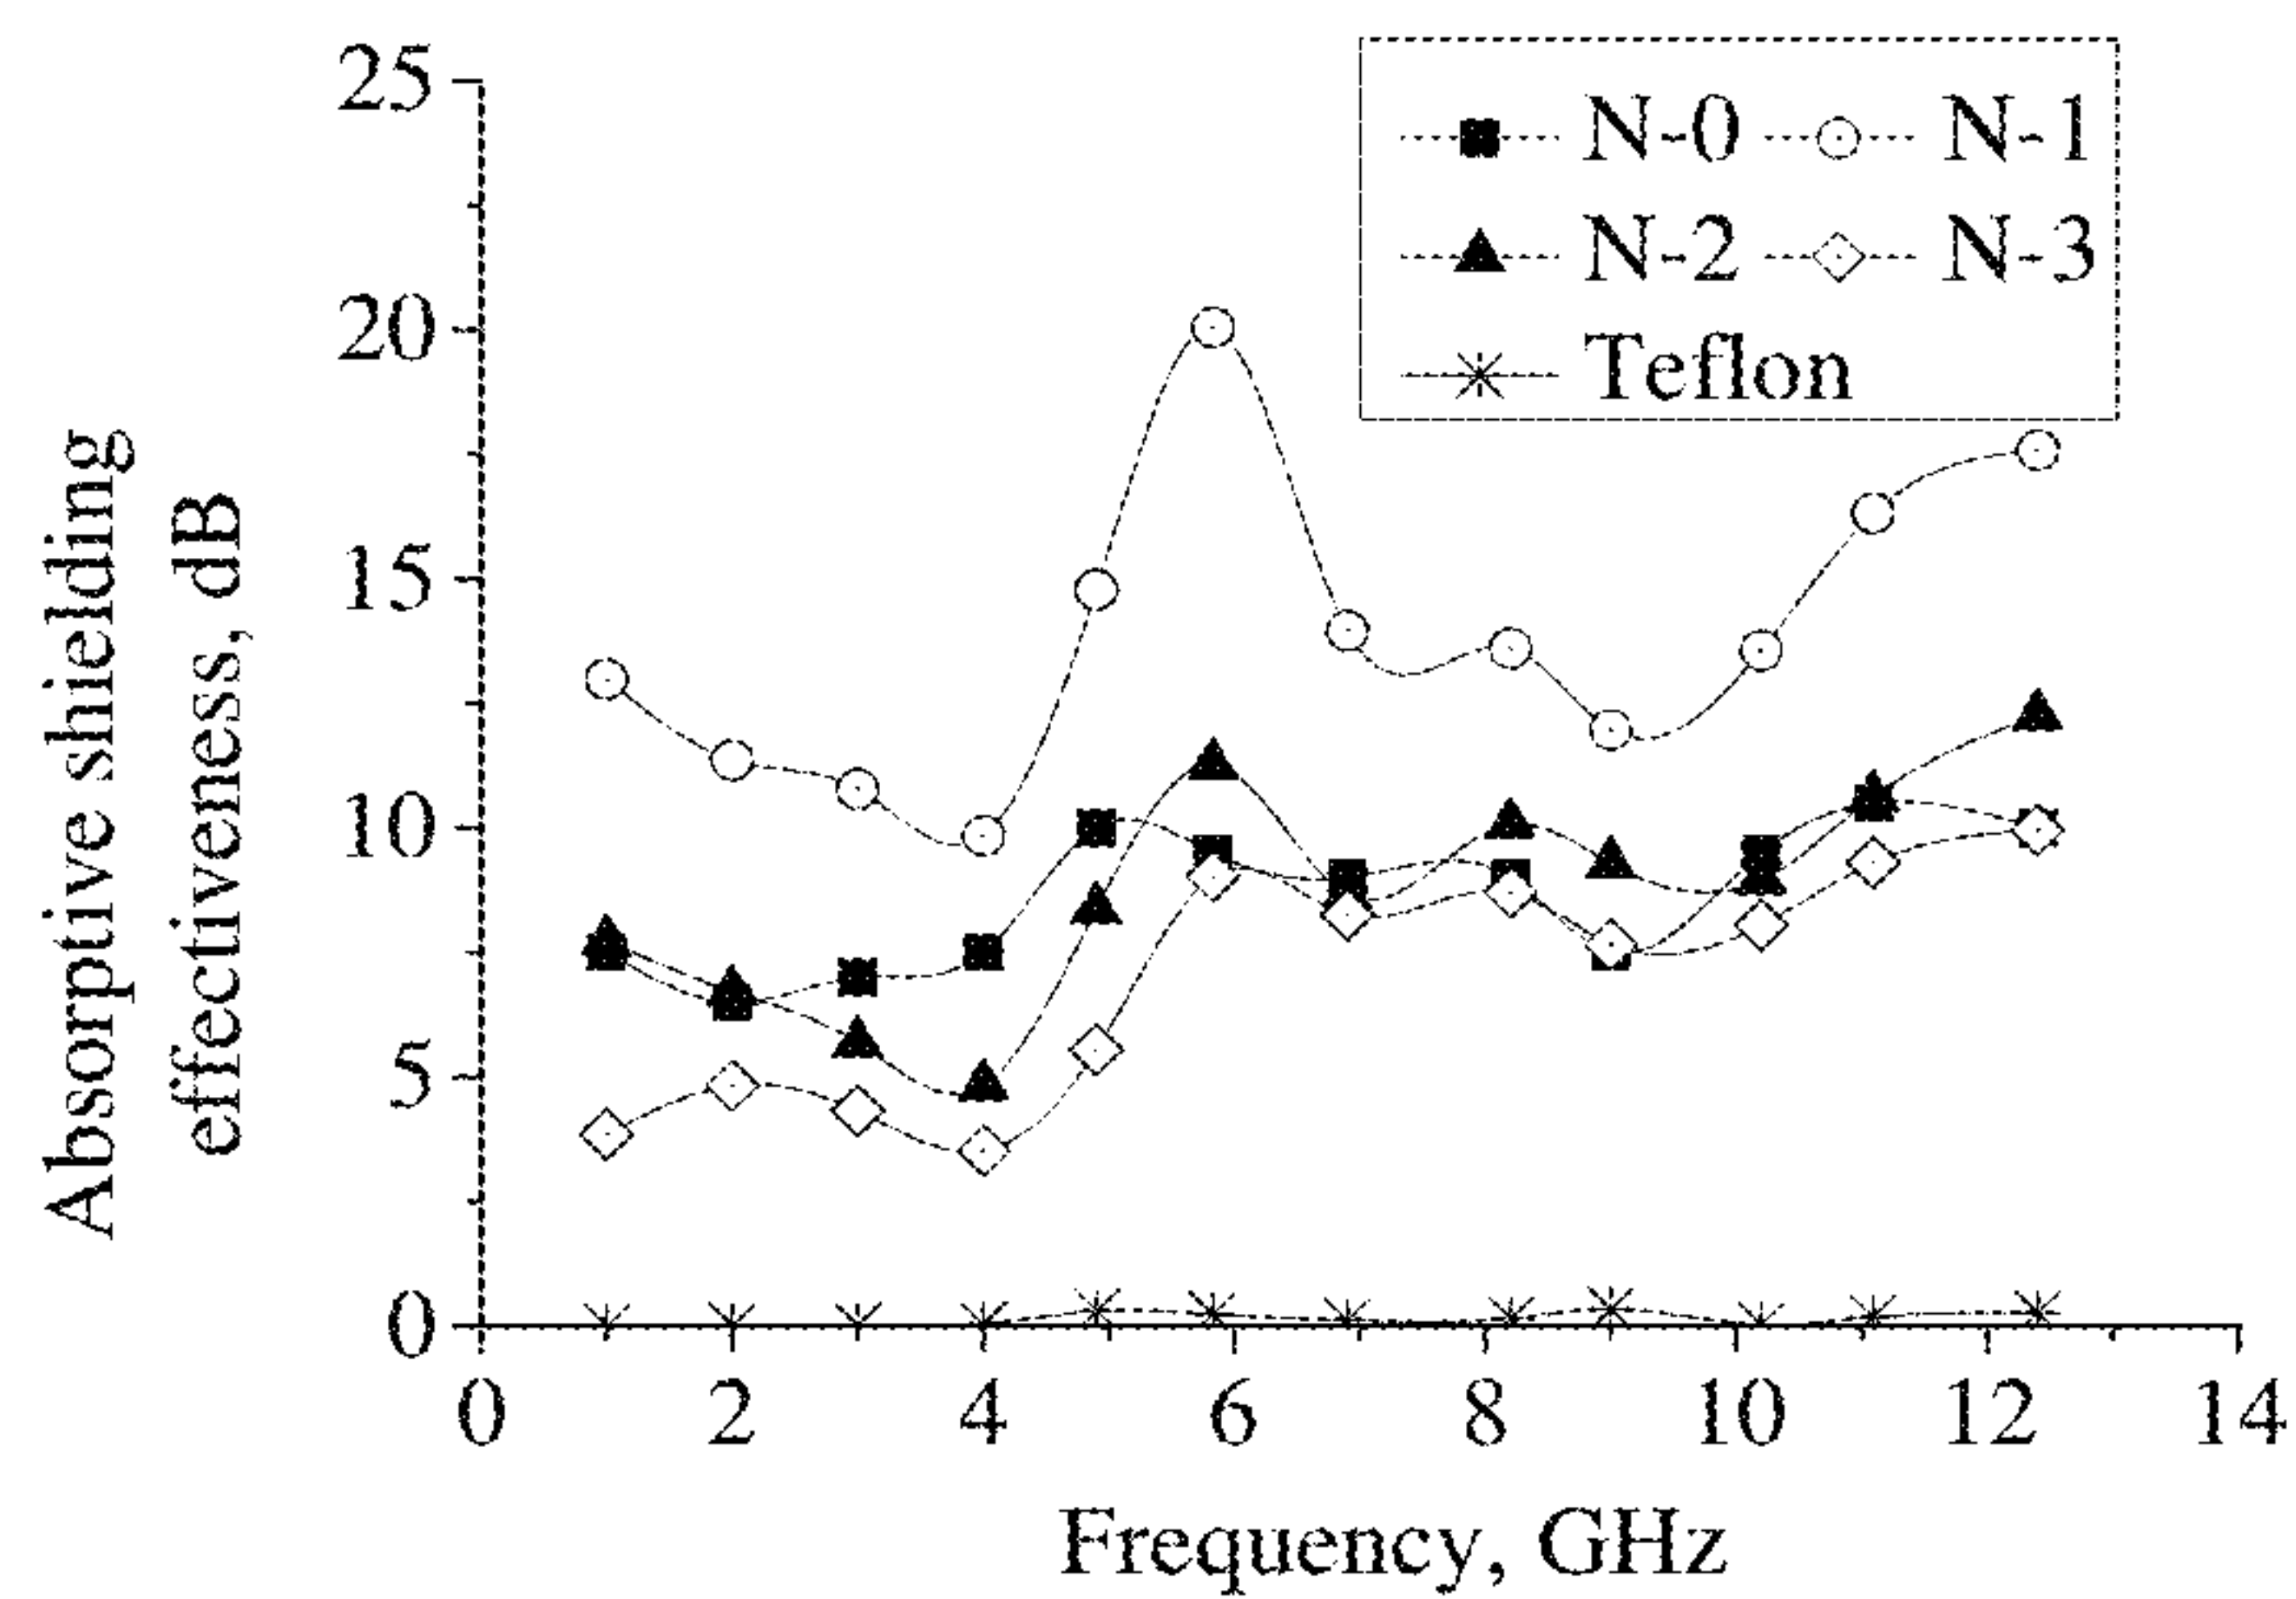 25
20
15
10
5
0
Absorptive shielding
effectiveness, dB
N-0 N-1
N-2 N-3
Teflon
0 2 4 6 8 10 12 14
Frequency, GHz